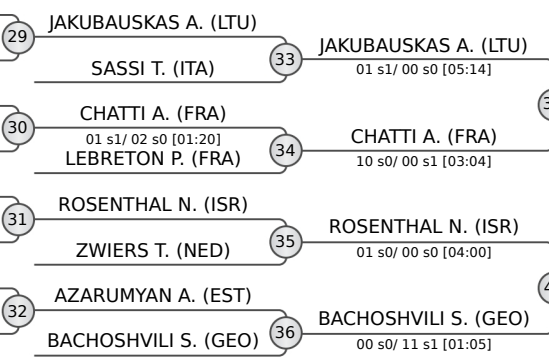 29
JAKUBAUSKAS A. (LTU)
SASSI T. (ITA)
33
JAKUBAUSKAS A. (LTU)
01 s1/ 00 s0 [05:14]
30
CHATTI A. (FRA)
01 s1/ 02 s0 [01:20]
LEBRETON P. (FRA)
34
CHATTI A. (FRA)
10 s0/ 00 s1 [03:04]
31
ROSENTHAL N. (ISR)
ZWIERS T. (NED)
35
ROSENTHAL N. (ISR)
01 s0/ 00 s0 [04:00]
32
AZARUMYAN A. (EST)
BACHOSHVILI S. (GEO)
36
BACHOSHVILI S. (GEO)
00 s0/ 11 s1 [01:05]